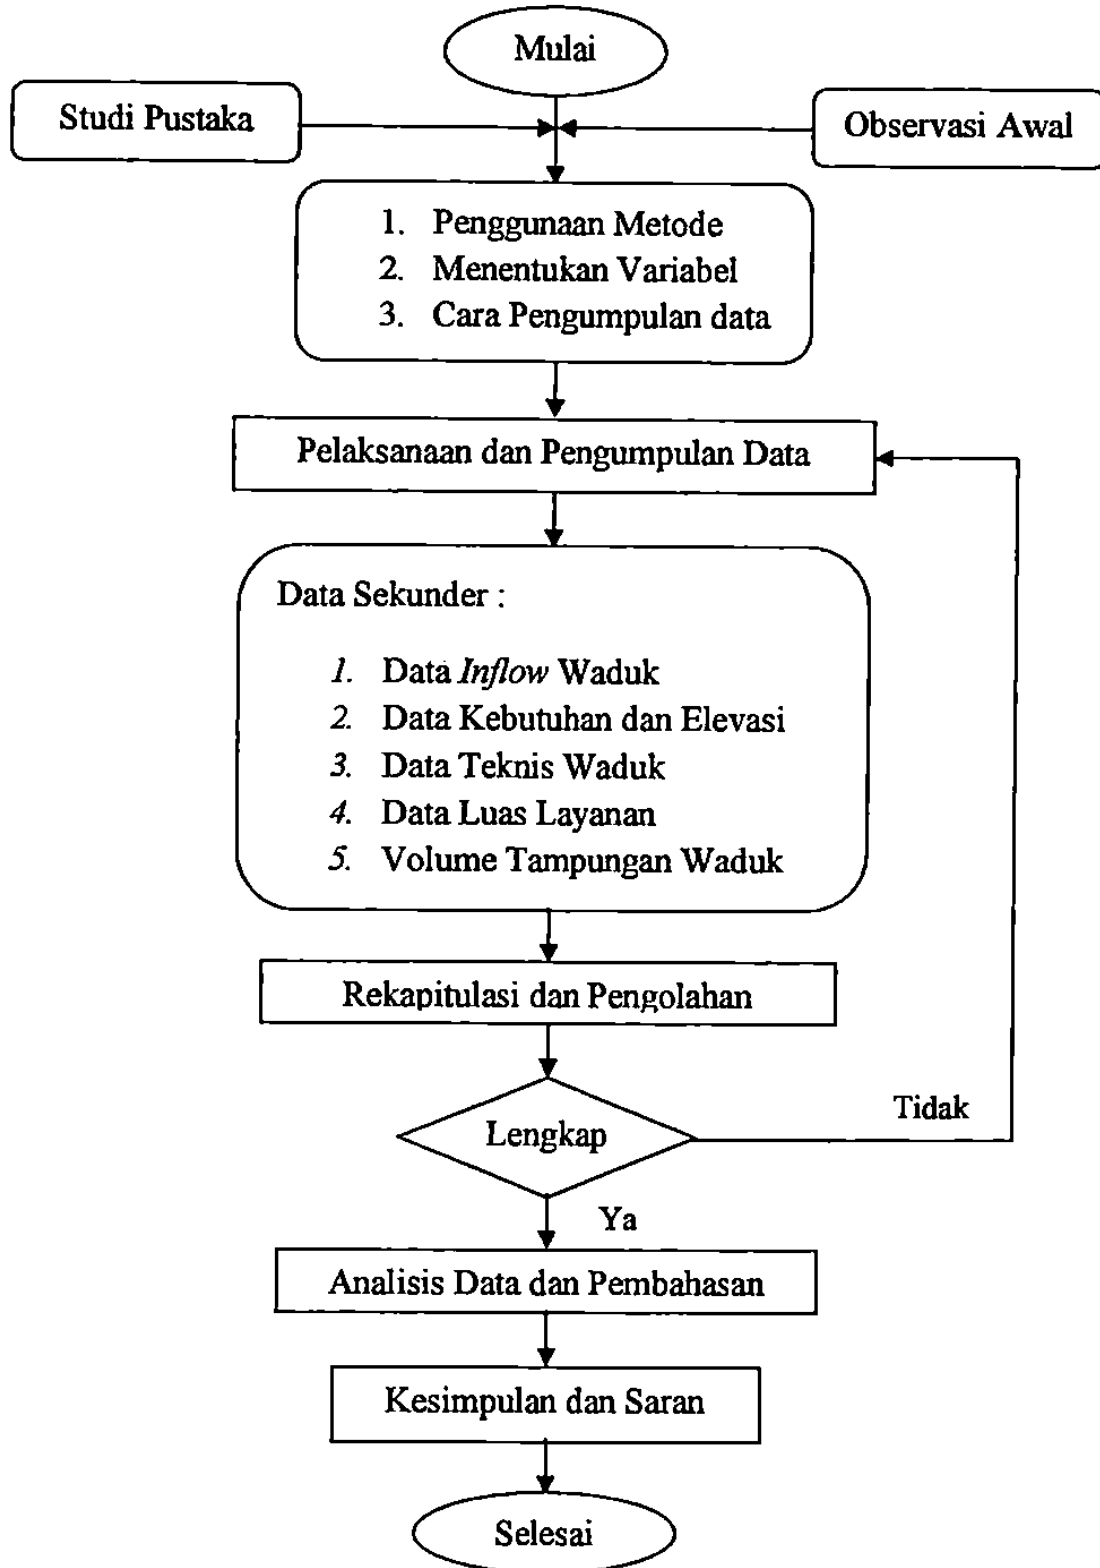 Mulai
Studi Pustaka
Observasi Awal
1. Penggunaan Metode
2. Menentukan Variabel
3. Cara Pengumpulan data
Pelaksanaan dan Pengumpulan Data
Data Sekunder :
1. Data Inflow Waduk
2. Data Kebutuhan dan Elevasi
3. Data Teknis Waduk
4. Data Luas Layanan
5. Volume Tampungan Waduk
Rekapitulasi dan Pengolahan
Lengkap
Tidak
Ya
Analisis Data dan Pembahasan
Kesimpulan dan Saran
Selesai